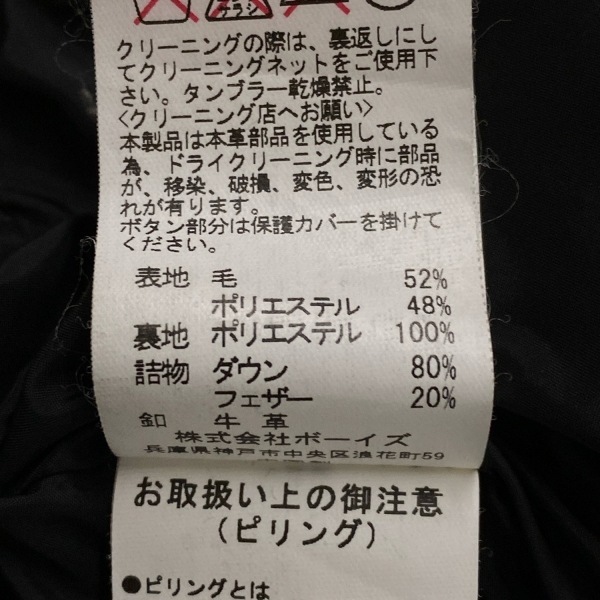 クリーニングの際は、裏返しにし
てクリーニングネットをご使用下
さい。タンブラー乾燥禁止。
<クリーニング店へお願い>
本製品は本革部品を使用している
為、ドライクリーニング時に部品
が、移染、破損、変色、変形の恐
れが有ります。
ボタン部分は保護カバーを掛けて
ください。
表地 毛 52%
ポリエステル 48%
裏地 ポリエステル 100%
詰物 ダウン 80%
フェザー 20%
釦 牛革
株式会社ボーイズ
兵庫県神戸市中央区浪花町59
お取扱い上の御注意
(ピリング)
●ピリングとは